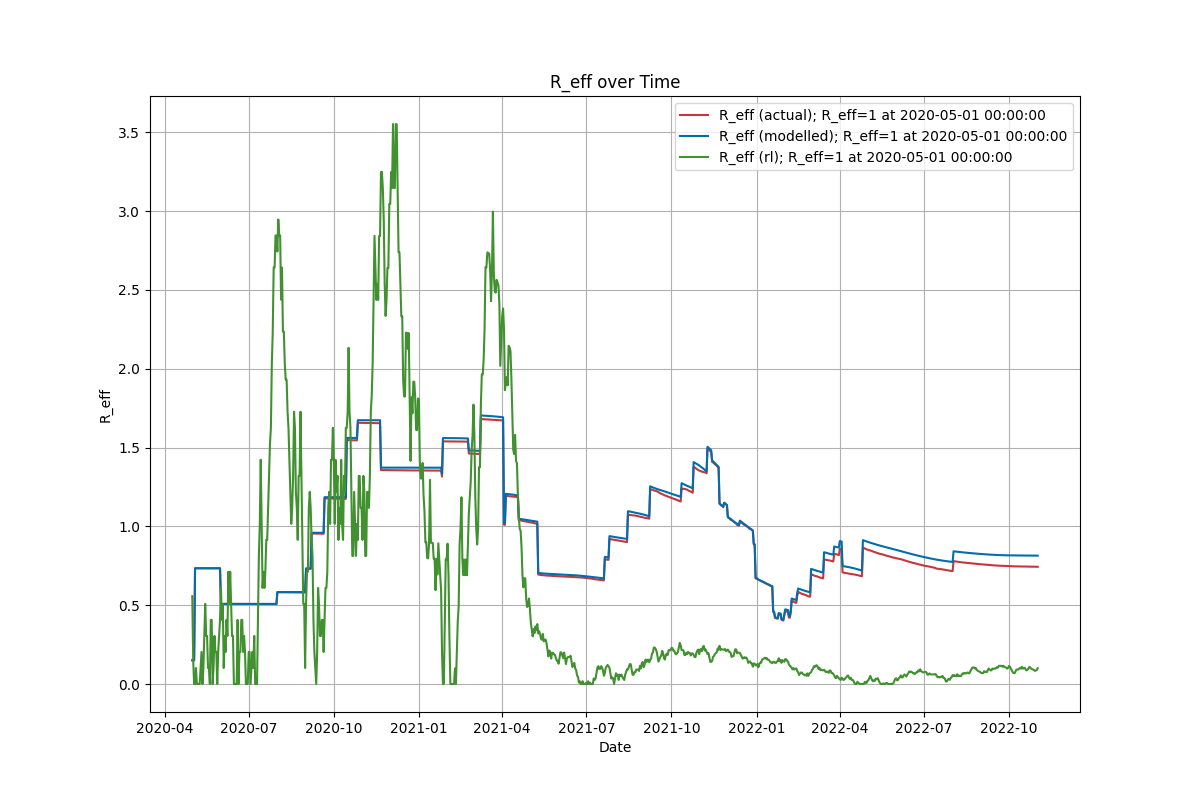 R_eff over Time
R_eff (actual); R_eff=1 at 2020-05-01 00:00:00
R_eff (modelled); R_eff=1 at 2020-05-01 00:00:00
R_eff (rl); R_eff=1 at 2020-05-01 00:00:00
R_eff
3.5
3.0
2.5
2.0
1.5
1.0
0.5
0.0
2020-04 2020-07 2020-10 2021-01 2021-04 2021-07 2021-10 2022-01 2022-04 2022-07 2022-10
Date